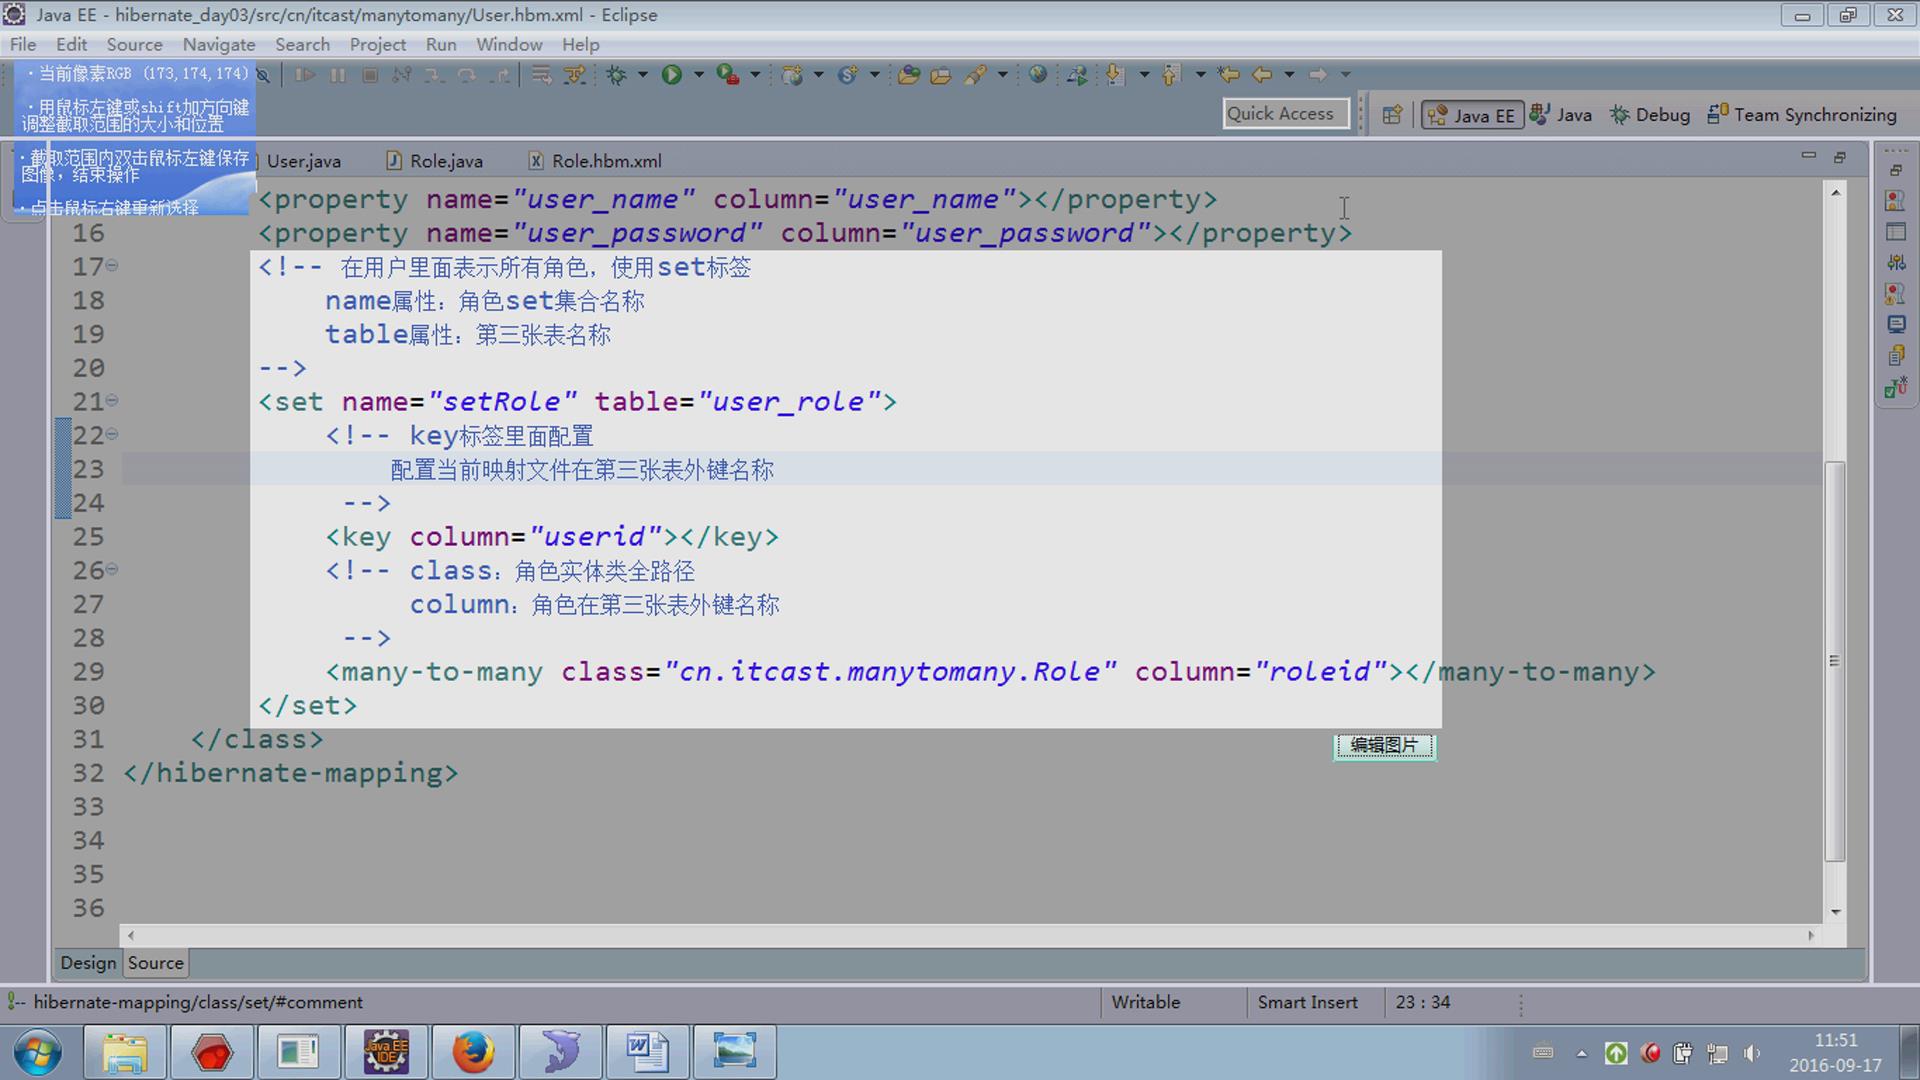 Java EE - hibernate_day03/src/cn/itcast/manytomany/User.hbm.xml - Eclipse
File Edit Source Navigate Search Project Run Window Help
·当前像素RGB (173,174,174)
·用鼠标左键或shift加方向键
调整截取范围的大小和位置
·截取范围内双击鼠标左键保存
图像，结束操作
·点击鼠标右键重新选择
Quick Access
Java EE Java Debug Team Synchronizing
User.java Role.java Role.hbm.xml
<property name="user_name" column="user_name"></property>
16 <property name="user_password" column="user_password"></property>
17 <!-- 在用户里面表示所有角色，使用set标签
18 name属性：角色set集合名称
19 table属性：第三张表名称
20 -->
21 <set name="setRole" table="user_role">
22 <!-- key标签里面配置
23 配置当前映射文件在第三张表外键名称
24 -->
25 <key column="userid"></key>
26 <!-- class：角色实体类全路径
27 column：角色在第三张表外键名称
28 -->
29 <many-to-many class="cn.itcast.manytomany.Role" column="roleid"></many-to-many>
30 </set>
31 </class>
编辑图片
32 </hibernate-mapping>
33
34
35
36
Design Source
hibernate-mapping/class/set/#comment
Writable Smart Insert 23 : 34
Java EE
IDE
11:51
2016-09-17